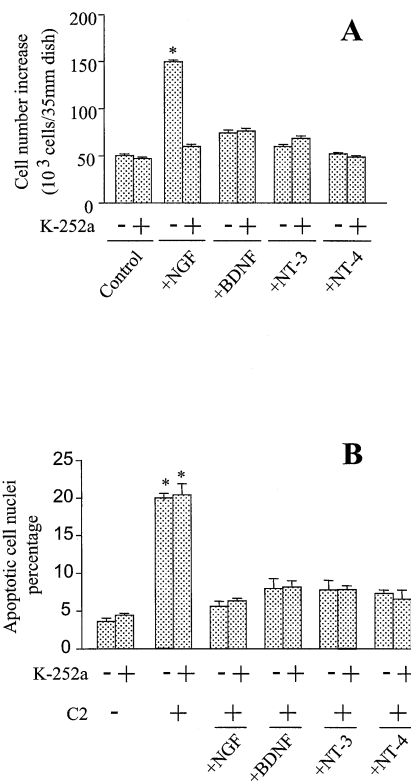 A
Cell number increase
(10³ cells/35mm dish)
200
150
100
50
0
*
K-252a - + - + - + - + - +
Control +NGF +BDNF +NT-3 +NT-4
B
Apoptotic cell nuclei
percentage
25
20
15
10
5
0
* *
K-252a - + - + - + - + - + - +
C2 - + + + + +
+NGF +BDNF +NT-3 +NT-4